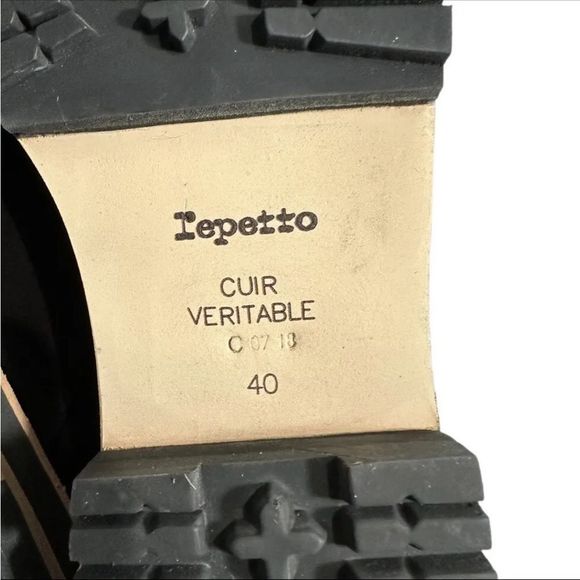 repetto
CUIR
VERITABLE
C 07 18
40